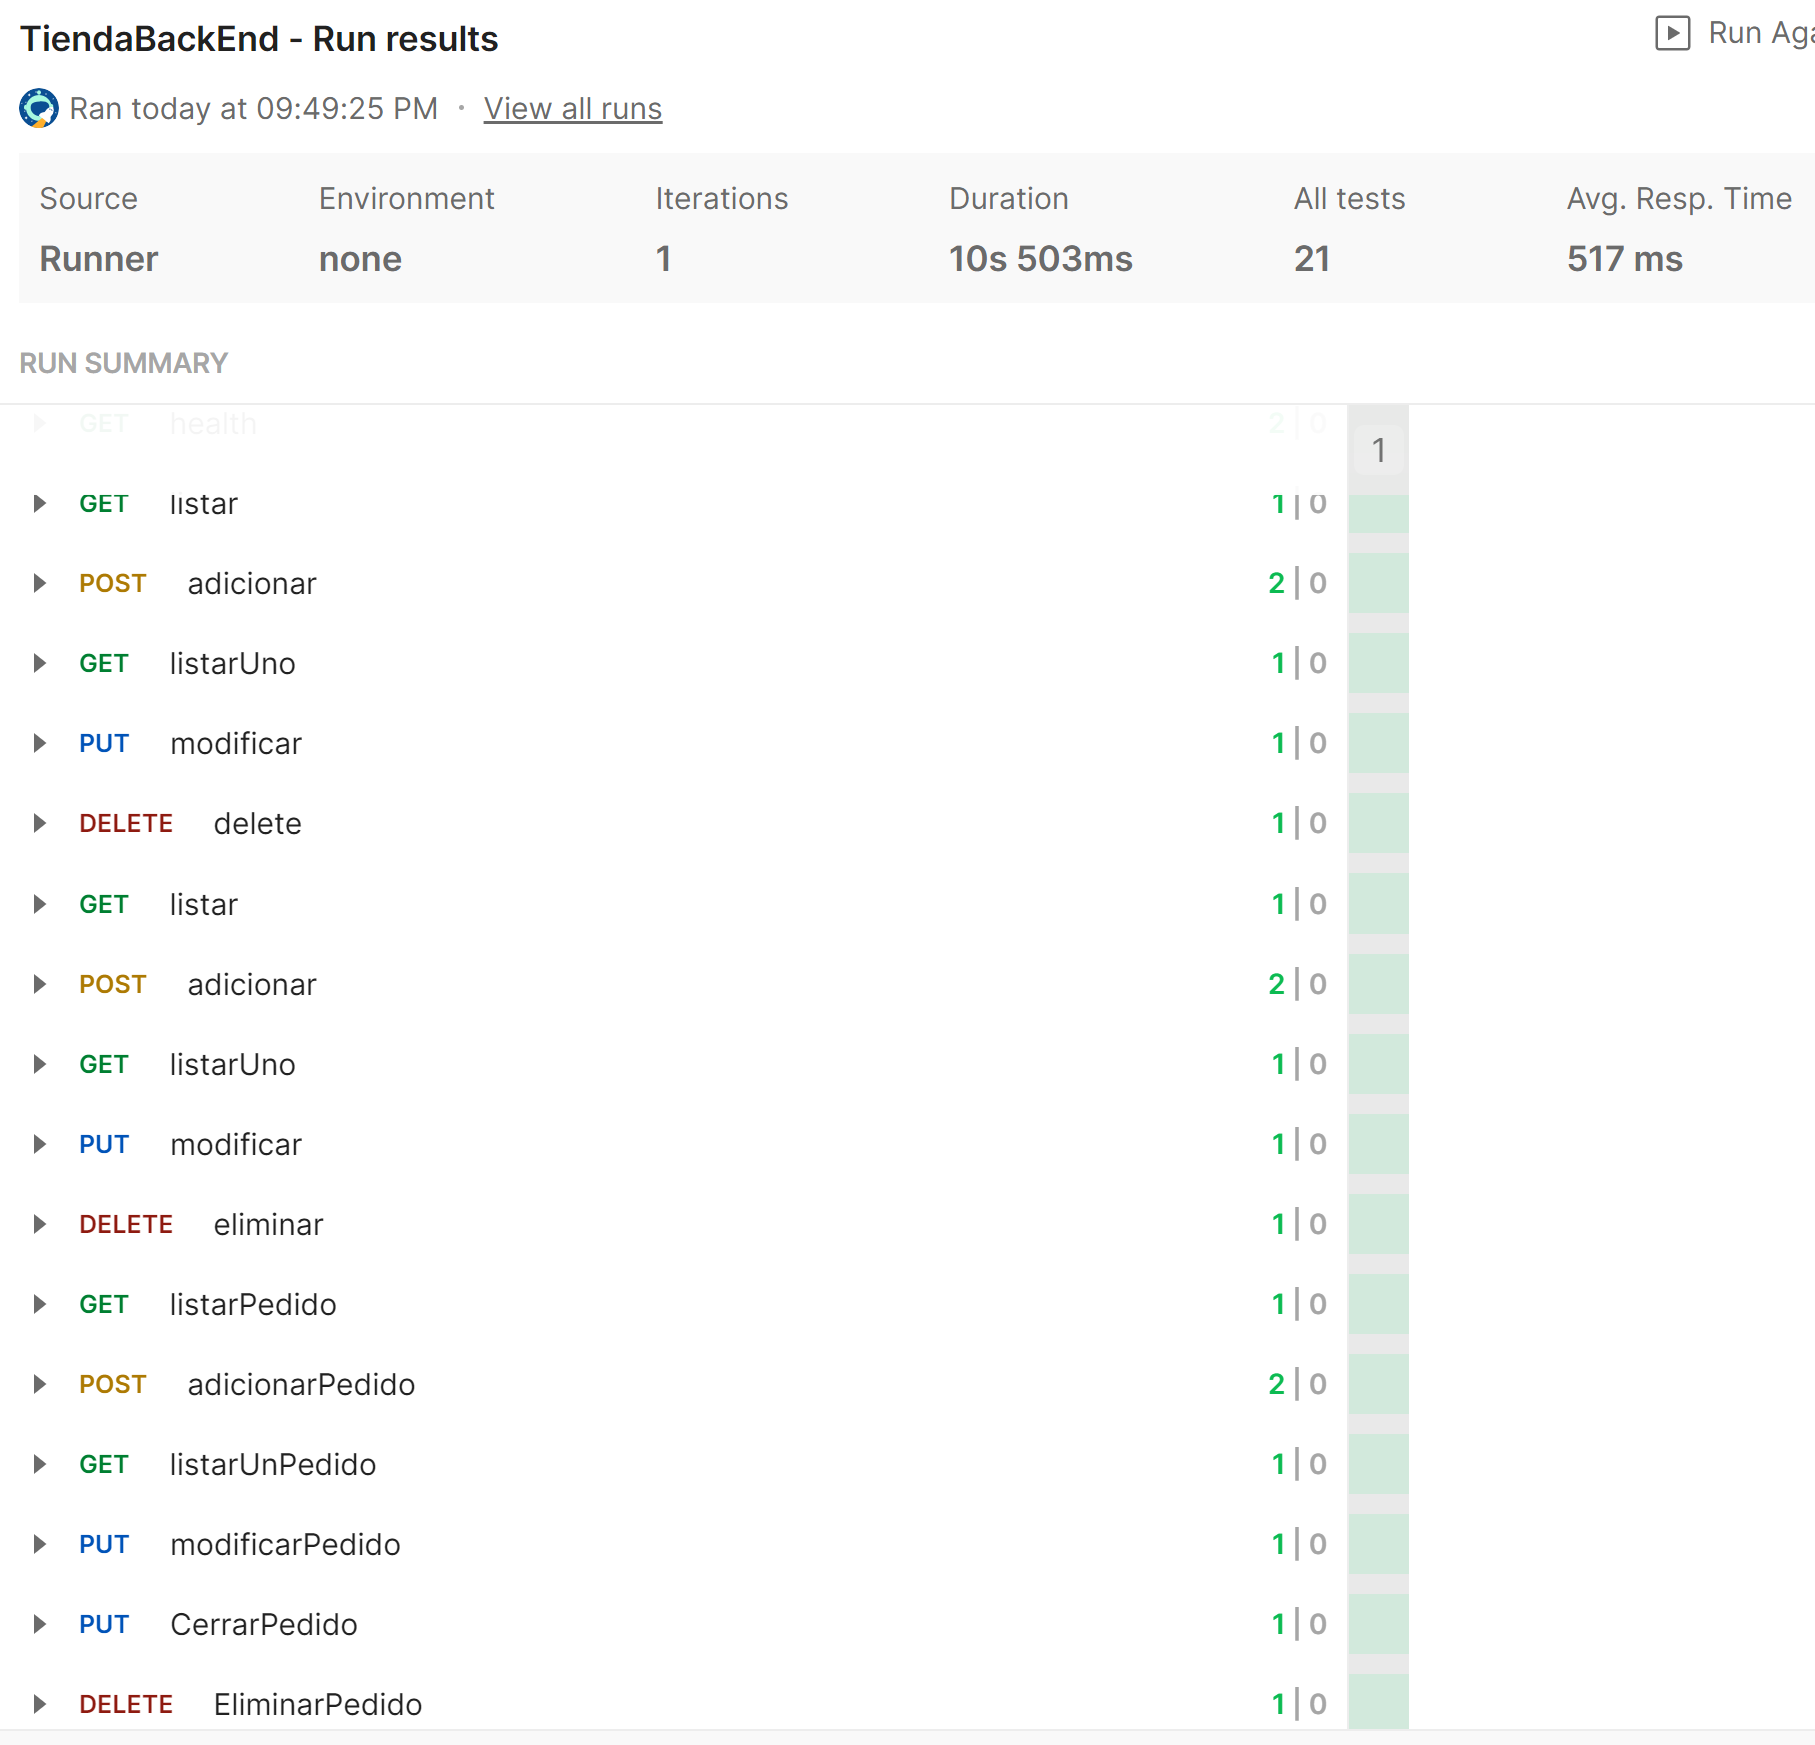 TiendaBackEnd - Run results
Run Aga
Ran today at 09:49:25 PM · View all runs
Source Environment Iterations Duration All tests Avg. Resp. Time
Runner none 1 10s 503ms 21 517 ms
RUN SUMMARY
GET health 2 | 0
1
GET listar 1 | 0
POST adicionar 2 | 0
GET listarUno 1 | 0
PUT modificar 1 | 0
DELETE delete 1 | 0
GET listar 1 | 0
POST adicionar 2 | 0
GET listarUno 1 | 0
PUT modificar 1 | 0
DELETE eliminar 1 | 0
GET listarPedido 1 | 0
POST adicionarPedido 2 | 0
GET listarUnPedido 1 | 0
PUT modificarPedido 1 | 0
PUT CerrarPedido 1 | 0
DELETE EliminarPedido 1 | 0